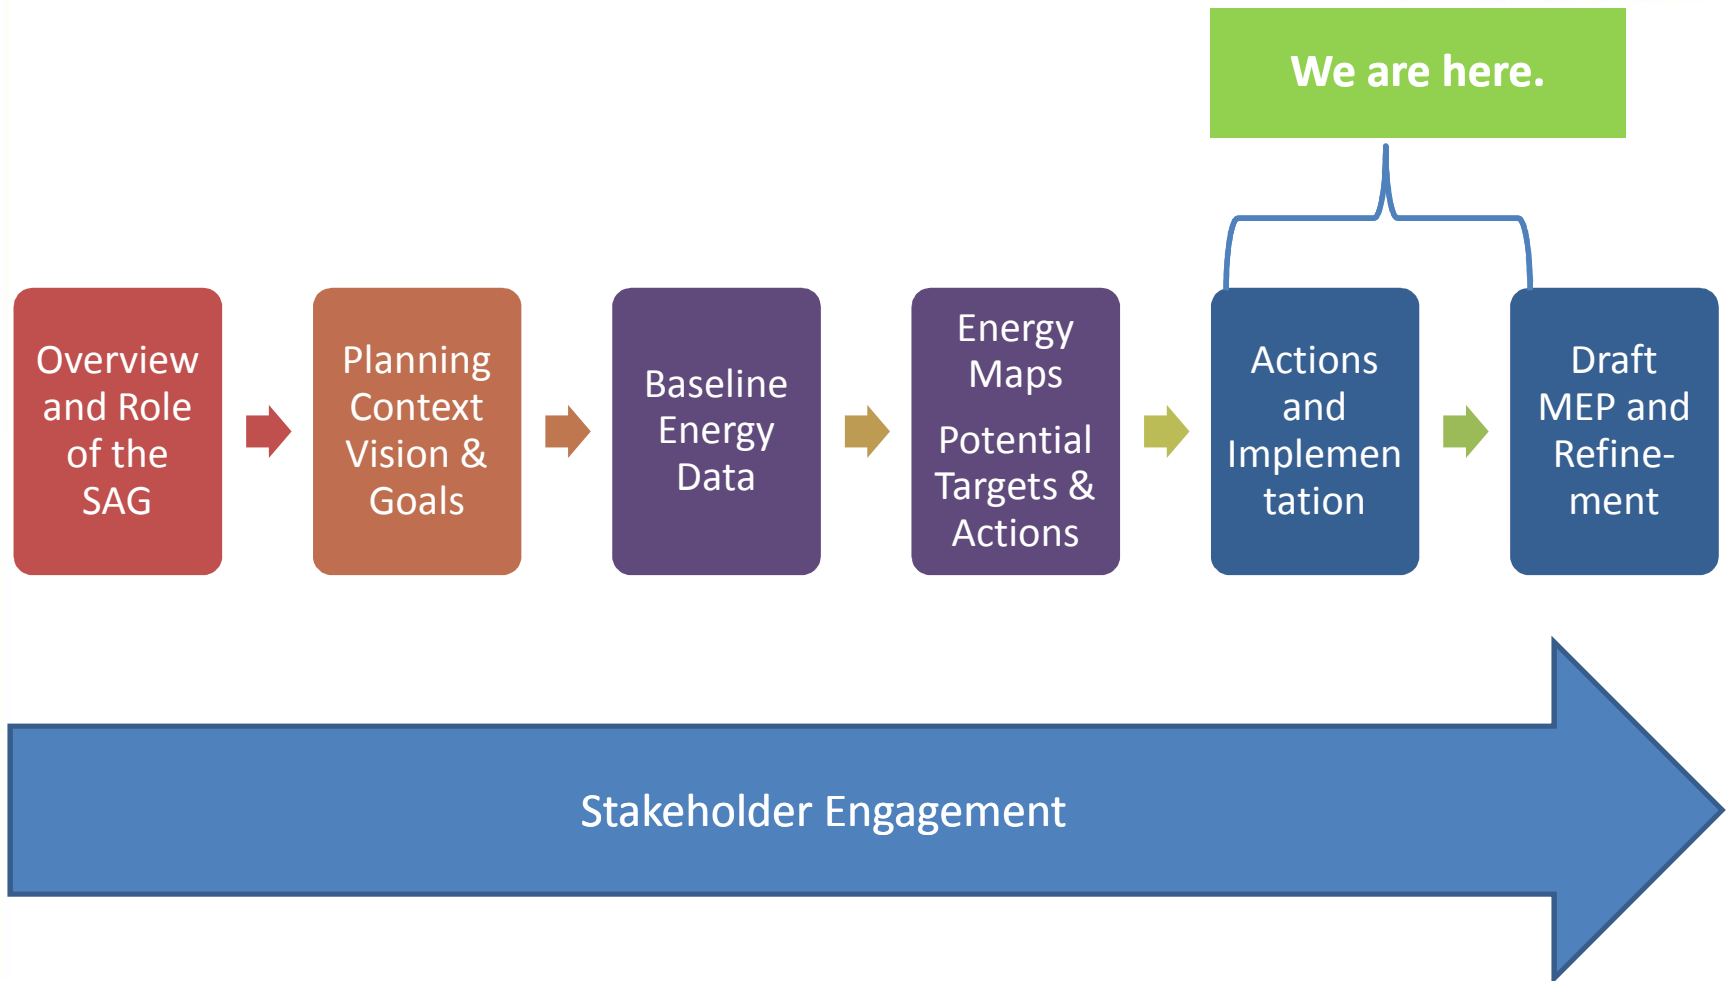 We are here.
Overview
and Role
of the
SAG
Planning
Context
Vision &
Goals
Baseline
Energy
Data
Energy
Maps
Potential
Targets &
Actions
Actions
and
Implemen
tation
Draft
MEP and
Refine-
ment
Stakeholder Engagement